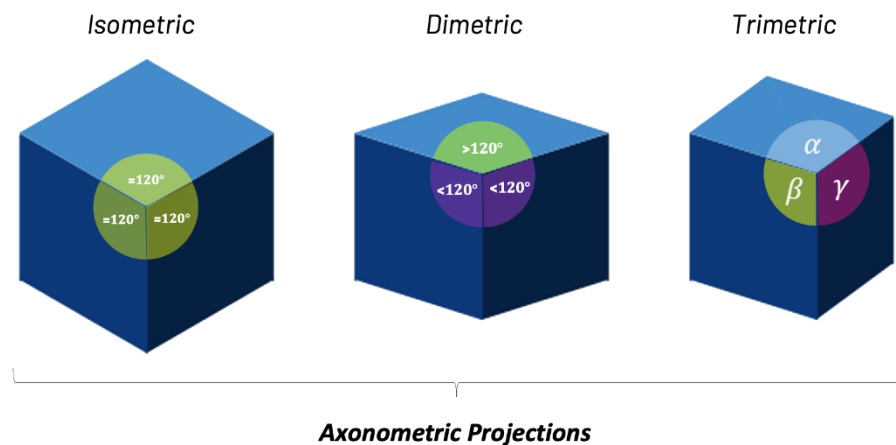 Isometric
Dimetric
Trimetric
=120°
=120°
=120°
>120°
<120°
<120°
α
β
γ
Axonometric Projections